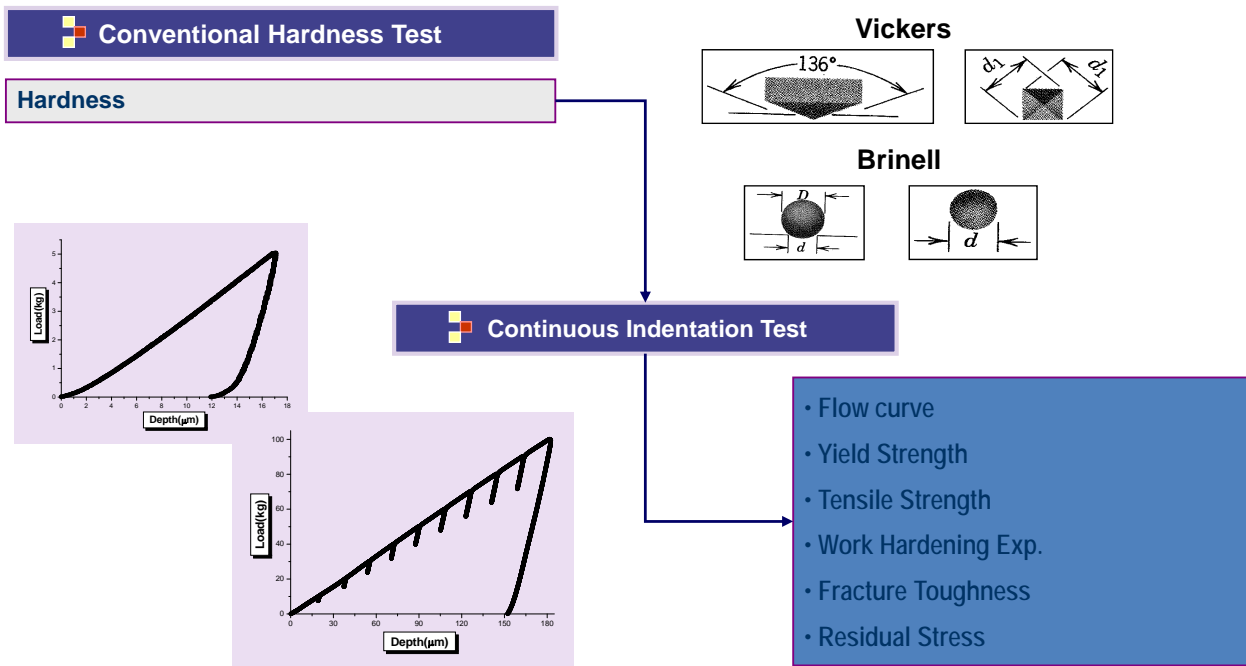 Conventional Hardness Test
Hardness
Vickers
136°
d1 d1
Brinell
D
d
d
5
4
3
2
1
0
Load(kg)
0 2 4 6 8 10 12 14 16 18
Depth(μm)
Continuous Indentation Test
100
80
60
40
20
0
Load(kg)
0 30 60 90 120 150 180
Depth(μm)
• Flow curve
• Yield Strength
• Tensile Strength
• Work Hardening Exp.
• Fracture Toughness
• Residual Stress